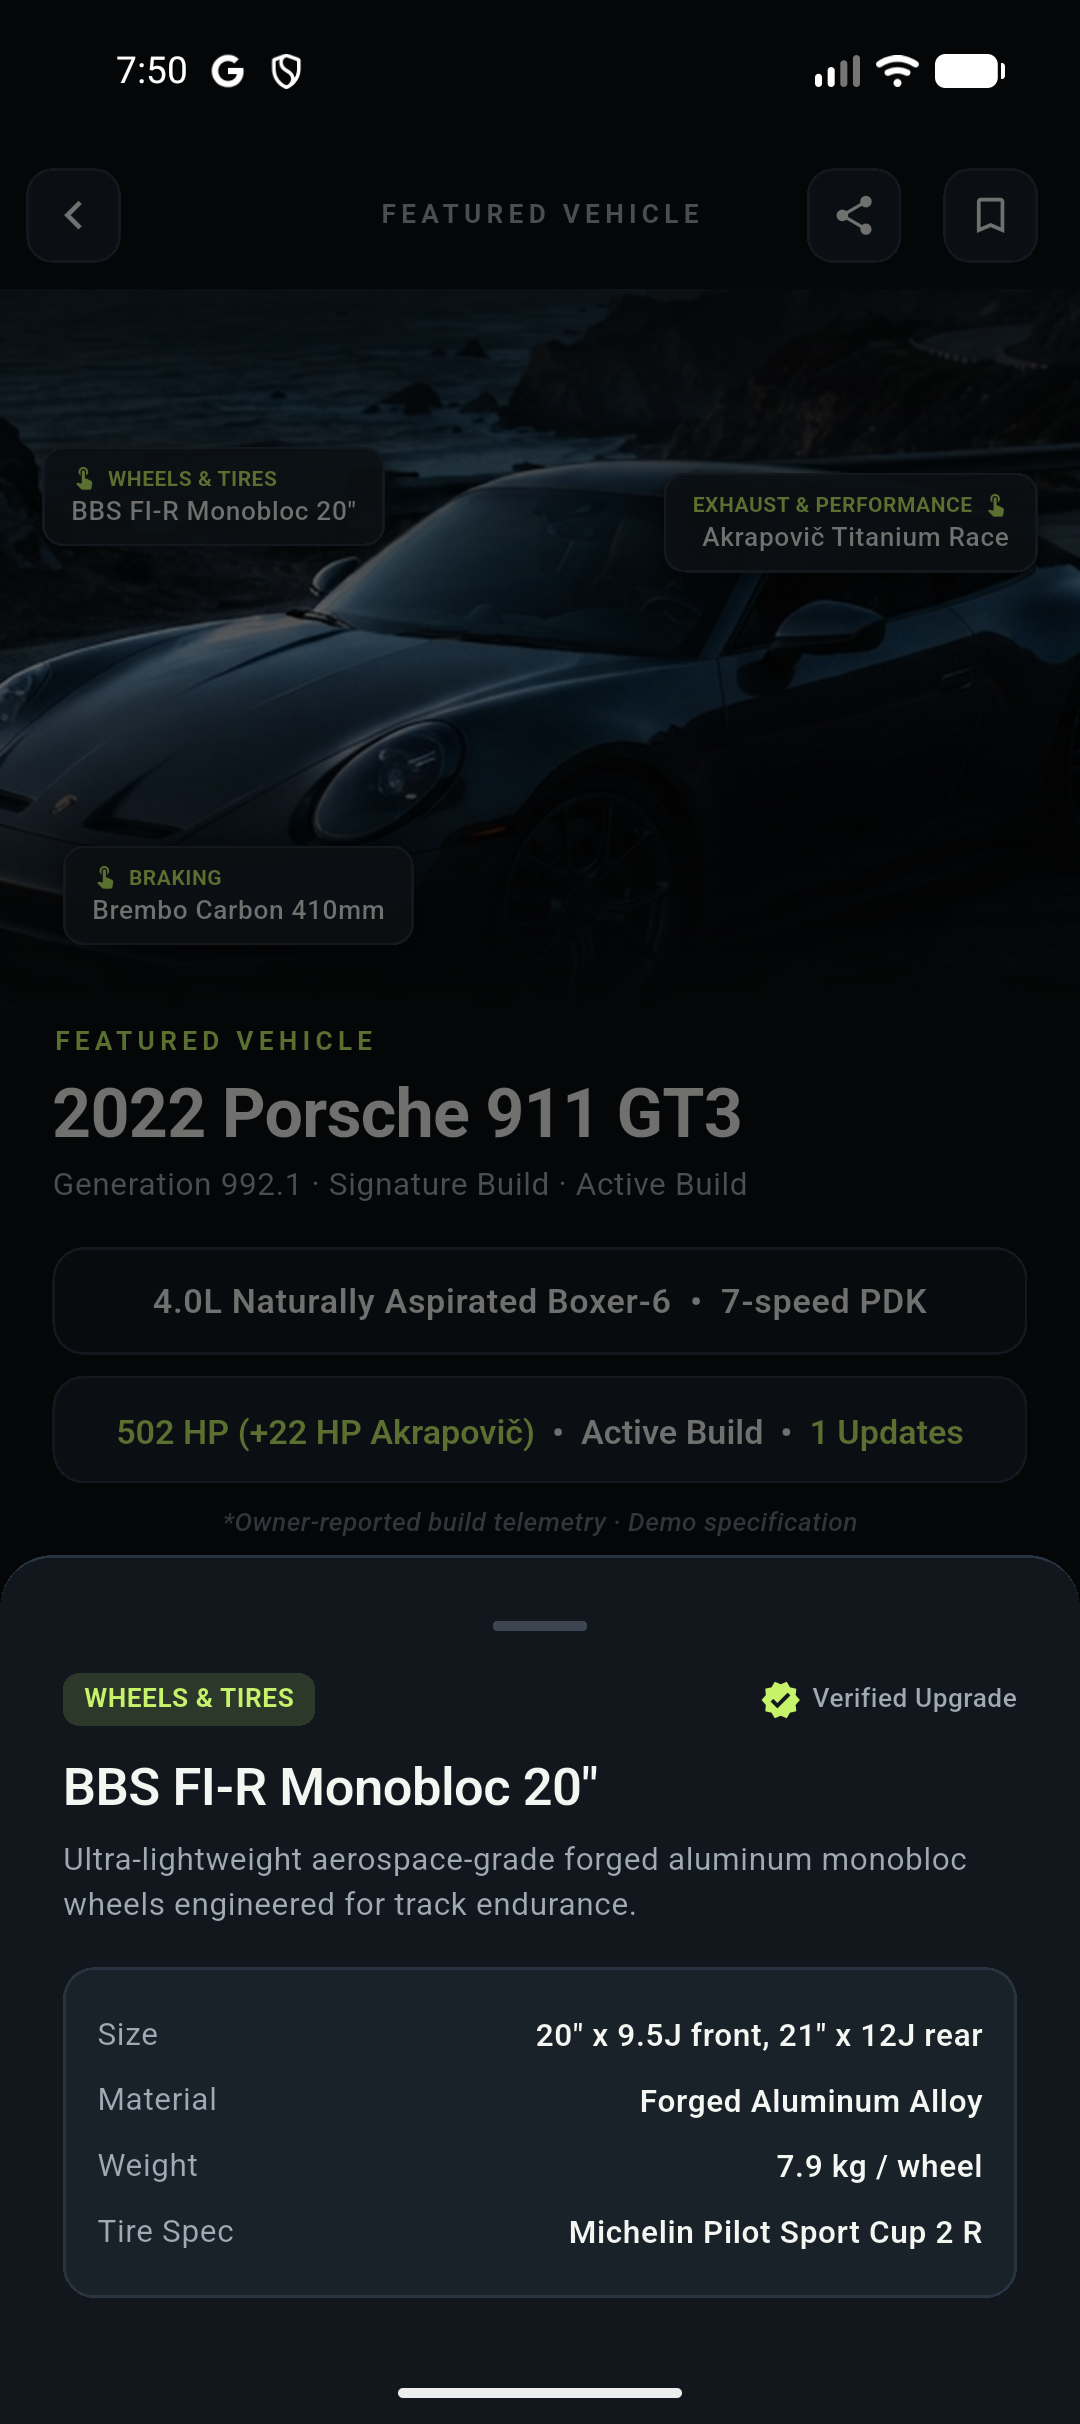 7:50
FEATURED VEHICLE
WHEELS & TIRES
BBS FI-R Monobloc 20"
EXHAUST & PERFORMANCE
Akrapovič Titanium Race
BRAKING
Brembo Carbon 410mm
FEATURED VEHICLE
2022 Porsche 911 GT3
Generation 992.1 · Signature Build · Active Build
4.0L Naturally Aspirated Boxer-6 • 7-speed PDK
502 HP (+22 HP Akrapovič) • Active Build • 1 Updates
*Owner-reported build telemetry · Demo specification
WHEELS & TIRES
Verified Upgrade
BBS FI-R Monobloc 20"
Ultra-lightweight aerospace-grade forged aluminum monobloc
wheels engineered for track endurance.
Size 20" x 9.5J front, 21" x 12J rear
Material Forged Aluminum Alloy
Weight 7.9 kg / wheel
Tire Spec Michelin Pilot Sport Cup 2 R